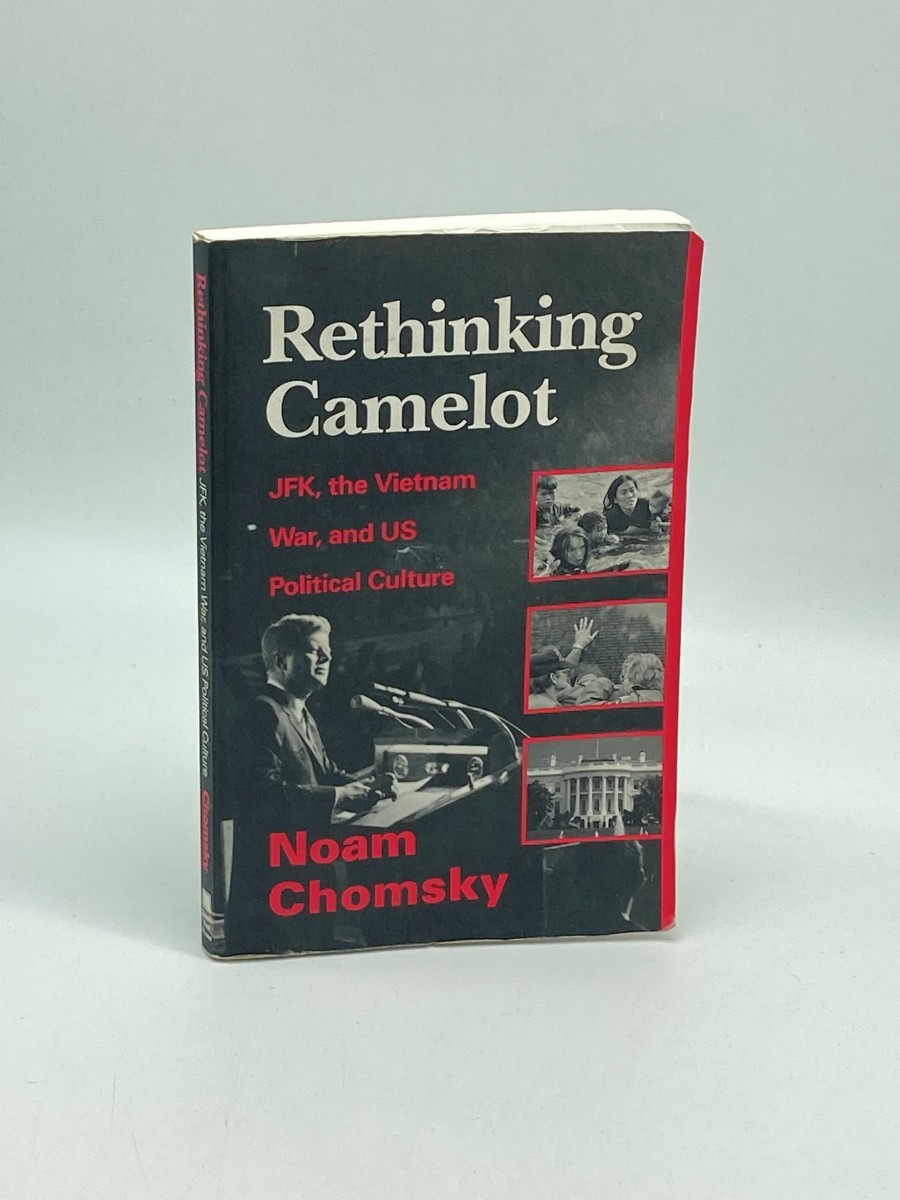 Rethinking
Camelot
JFK, the Vietnam
War, and US
Political Culture
Noam
Chomsky
Rethinking Camelot JFK, the Vietnam War, and US Political Culture Chomsky